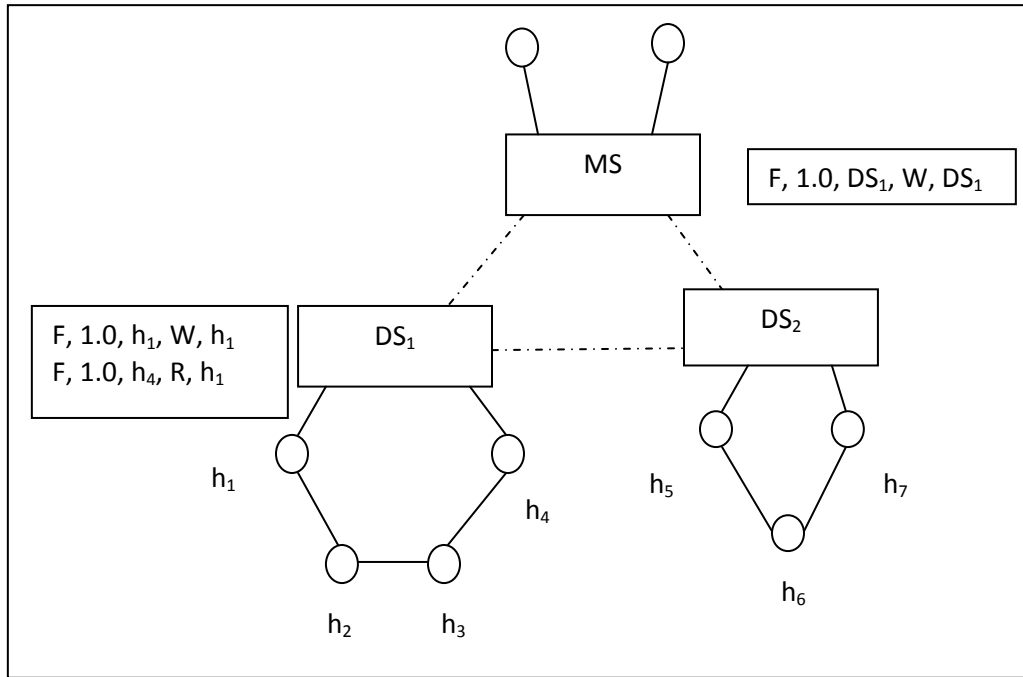 MS
F, 1.0, DS₁, W, DS₁
DS₁
DS₂
F, 1.0, h₁, W, h₁
F, 1.0, h₄, R, h₁
h₁
h₄
h₅
h₇
h₆
h₂
h₃